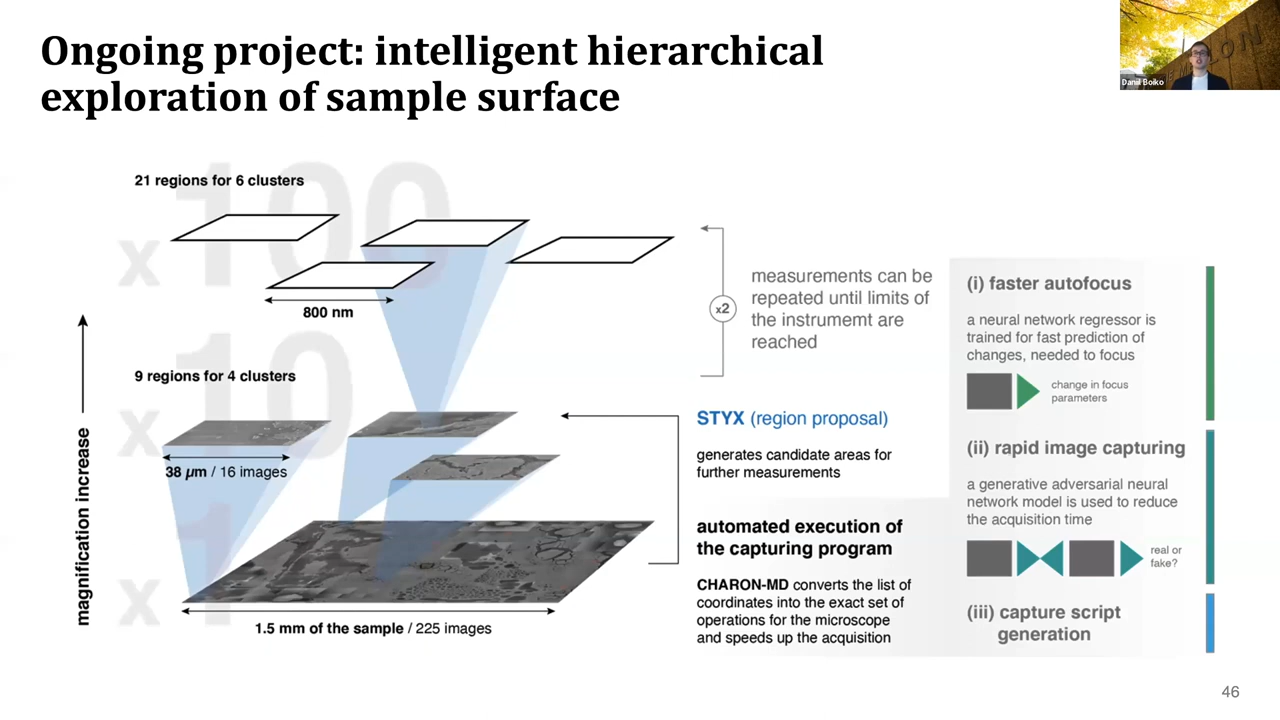 Ongoing project: intelligent hierarchical
exploration of sample surface
Danil Boiko
21 regions for 6 clusters
x 100
800 nm
x2
measurements can be
repeated until limits of
the instrumemt are
reached
magnification increase
9 regions for 4 clusters
x 10
38 µm / 16 images
x 1
1.5 mm of the sample / 225 images
STYX (region proposal)
generates candidate areas for
further measurements
automated execution of
the capturing program
CHARON-MD converts the list of
coordinates into the exact set of
operations for the microscope
and speeds up the acquisition
(i) faster autofocus
a neural network regressor is
trained for fast prediction of
changes, needed to focus
change in focus
parameters
(ii) rapid image capturing
a generative adversarial neural
network model is used to reduce
the acquisition time
real or
fake?
(iii) capture script
generation
46